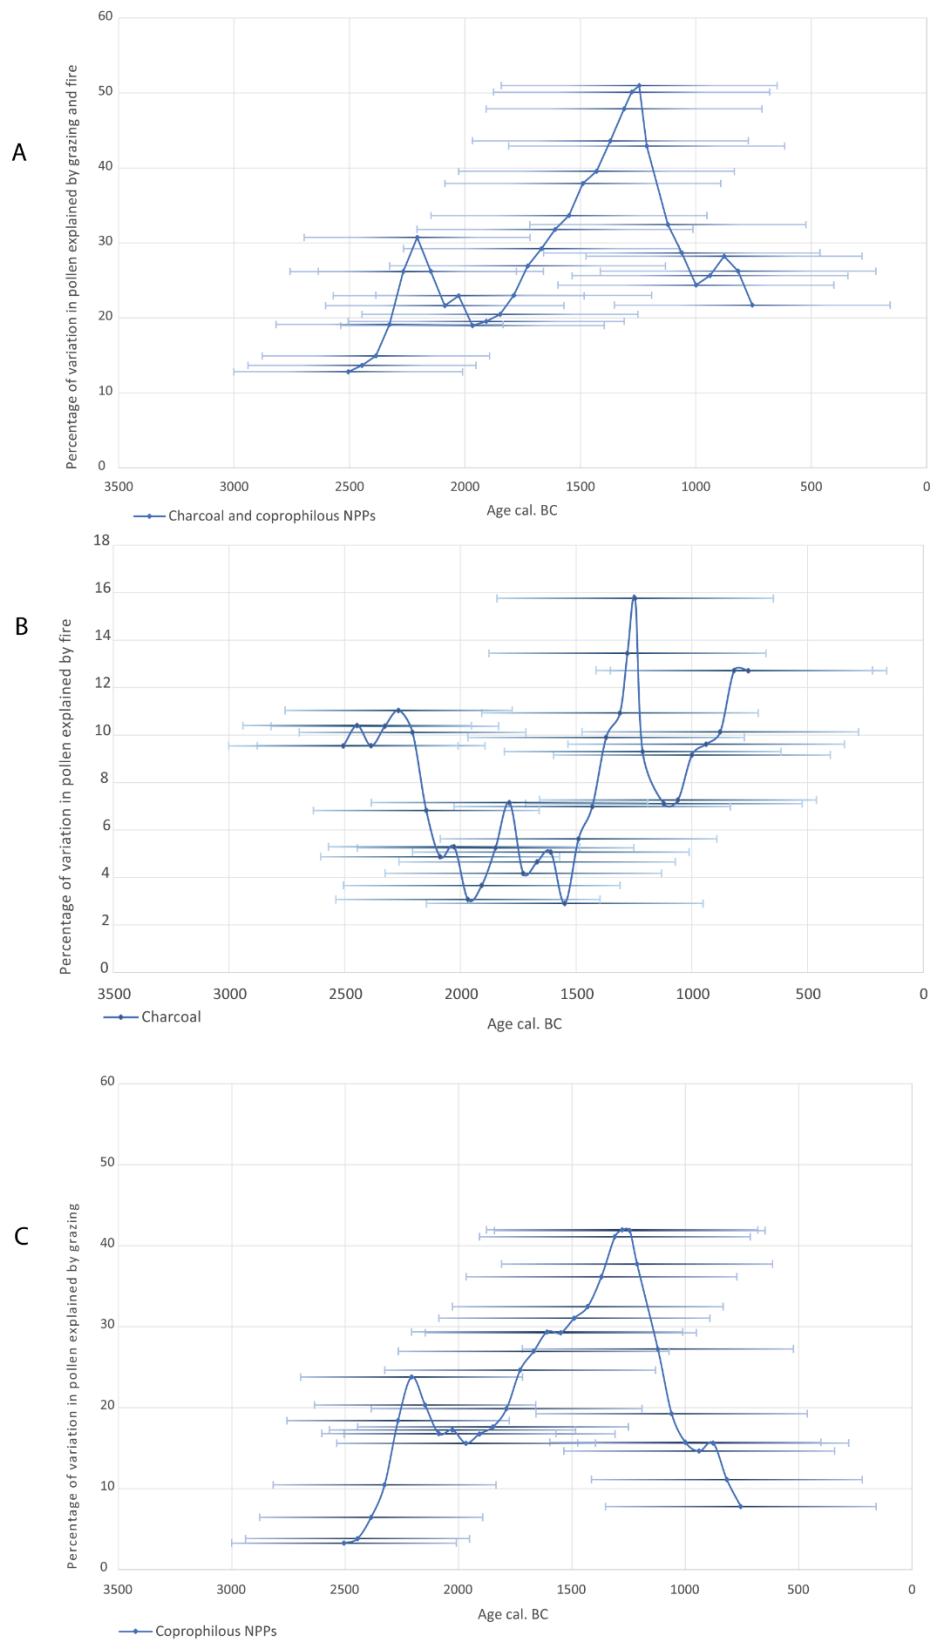 A
Percentage of variation in pollen explained by grazing and fire
60
50
40
30
20
10
0
3500 3000 2500 2000 1500 1000 500 0
Age cal. BC
Charcoal and coprophilous NPPs
B
Percentage of variation in pollen explained by fire
18
16
14
12
10
8
6
4
2
0
3500 3000 2500 2000 1500 1000 500 0
Age cal. BC
Charcoal
C
Percentage of variation in pollen explained by grazing
60
50
40
30
20
10
0
3500 3000 2500 2000 1500 1000 500 0
Age cal. BC
Coprophilous NPPs